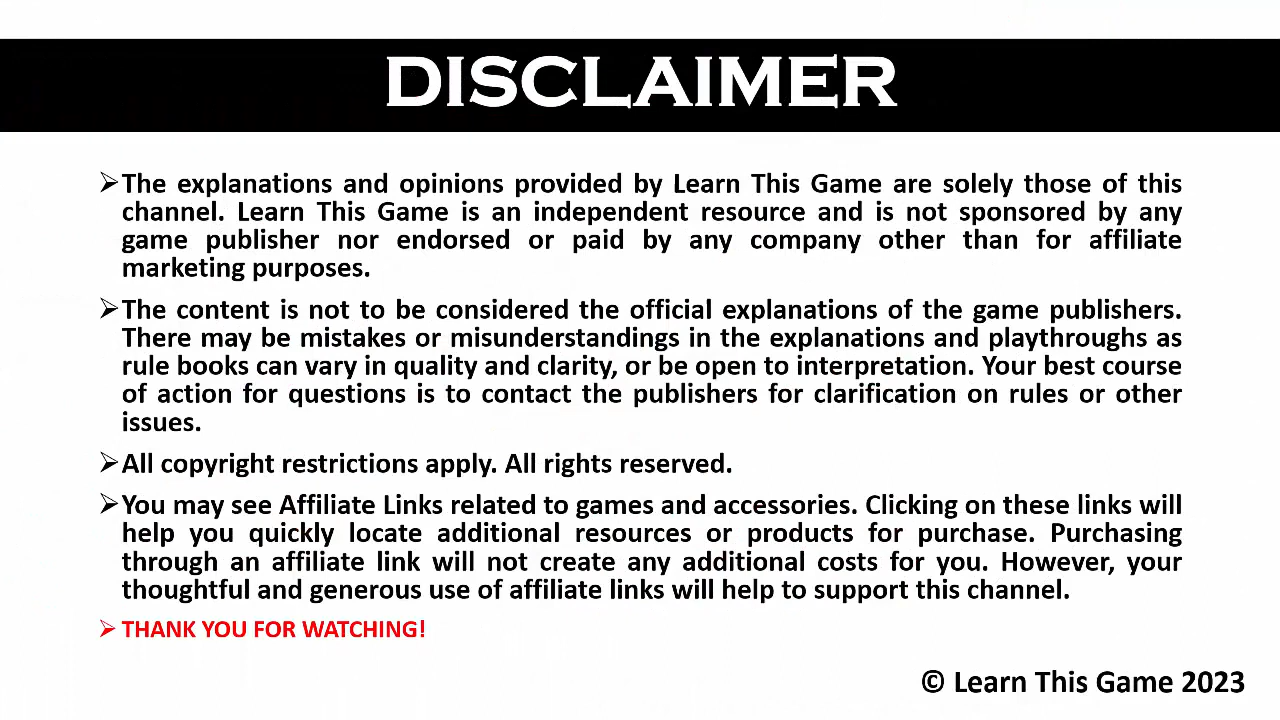 DISCLAIMER
➢The explanations and opinions provided by Learn This Game are solely those of this
channel. Learn This Game is an independent resource and is not sponsored by any
game publisher nor endorsed or paid by any company other than for affiliate
marketing purposes.
➢The content is not to be considered the official explanations of the game publishers.
There may be mistakes or misunderstandings in the explanations and playthroughs as
rule books can vary in quality and clarity, or be open to interpretation. Your best course
of action for questions is to contact the publishers for clarification on rules or other
issues.
➢All copyright restrictions apply. All rights reserved.
➢You may see Affiliate Links related to games and accessories. Clicking on these links will
help you quickly locate additional resources or products for purchase. Purchasing
through an affiliate link will not create any additional costs for you. However, your
thoughtful and generous use of affiliate links will help to support this channel.
➢ THANK YOU FOR WATCHING!
© Learn This Game 2023